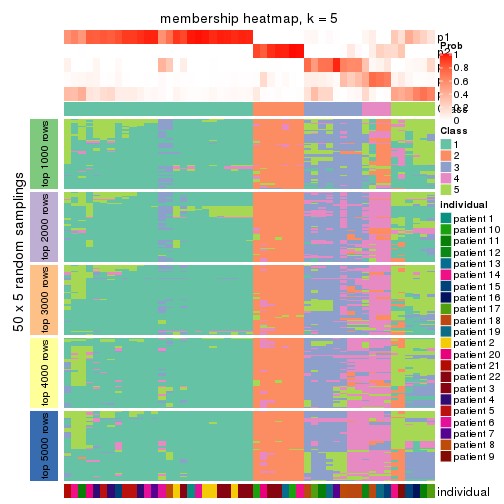 membership heatmap, k = 5
p1
p2
Prob
1
0.8
0.6
0.4
0.2
0
Class
1
2
3
4
5
individual
patient 1
patient 10
patient 11
patient 12
patient 13
patient 14
patient 15
patient 16
patient 17
patient 18
patient 19
patient 2
patient 20
patient 21
patient 22
patient 3
patient 4
patient 5
patient 6
patient 7
patient 8
patient 9
50 x 5 random samplings
top 1000 rows
top 2000 rows
top 3000 rows
top 4000 rows
top 5000 rows
individual